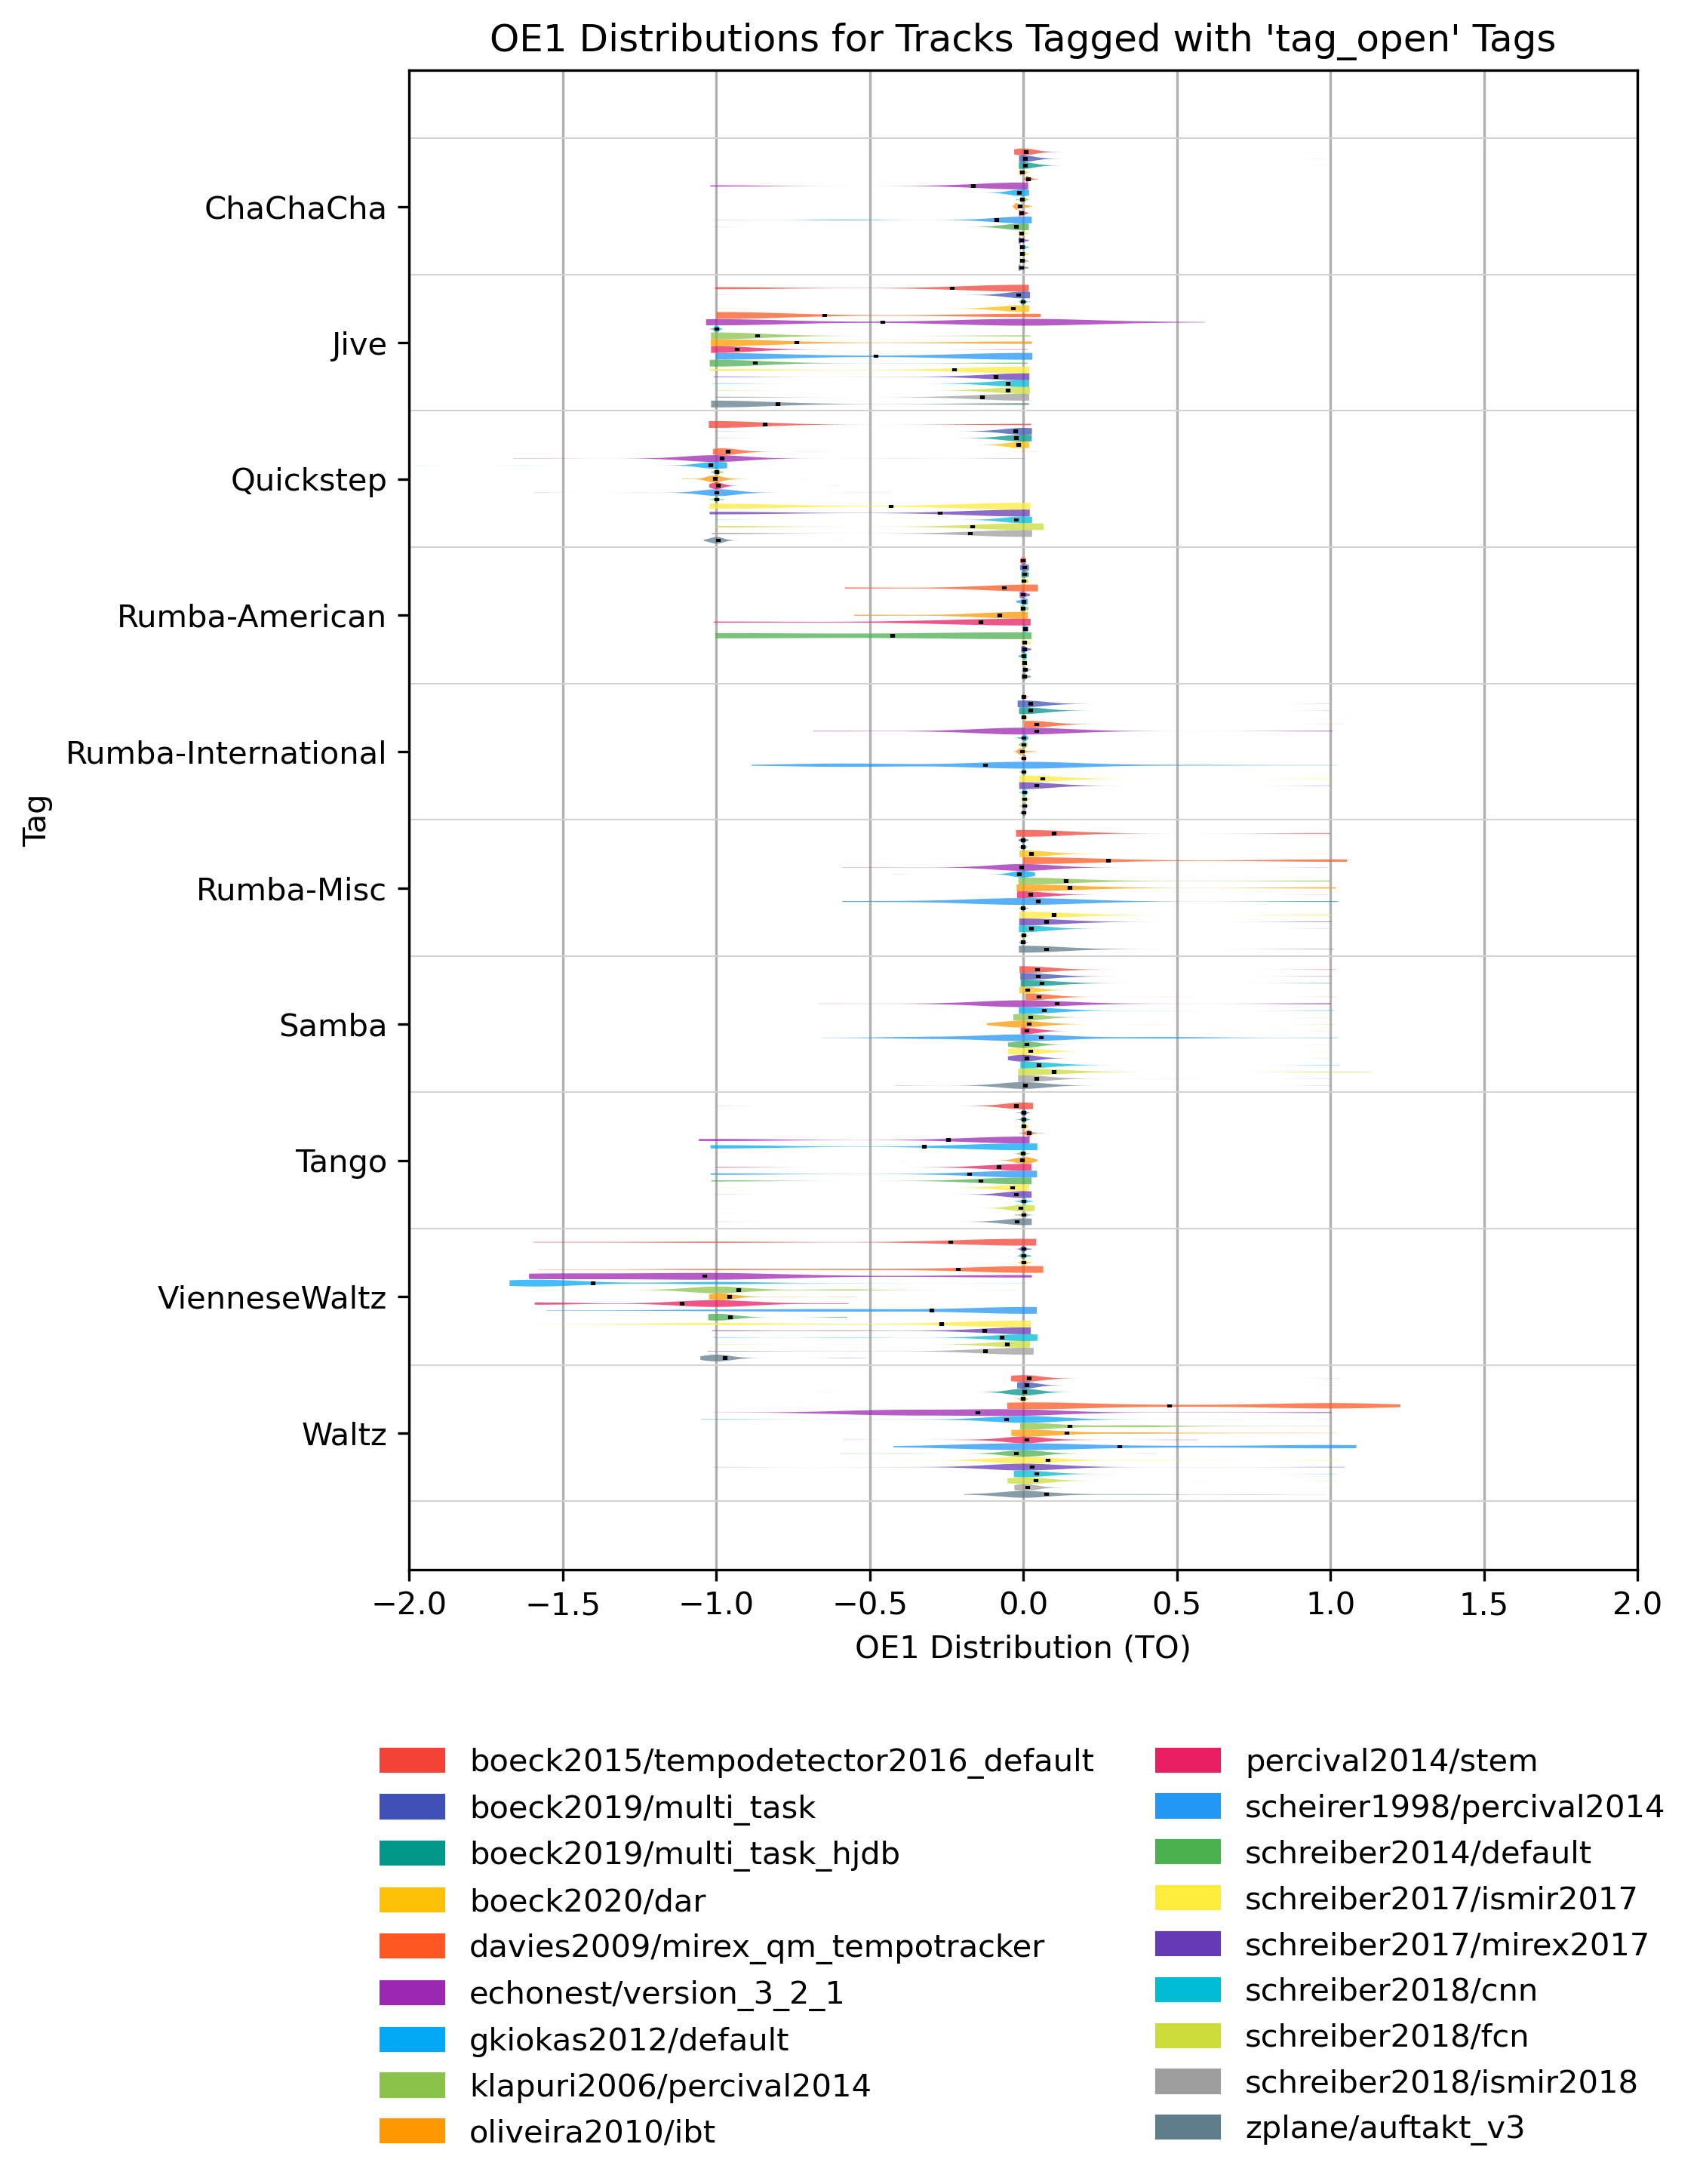 OE1 Distributions for Tracks Tagged with 'tag_open' Tags
ChaChaCha
Jive
Quickstep
Rumba-American
Rumba-International
Rumba-Misc
Samba
Tango
VienneseWaltz
Waltz
Tag
−2.0 −1.5 −1.0 −0.5 0.0 0.5 1.0 1.5 2.0
OE1 Distribution (TO)
boeck2015/tempodetector2016_default
boeck2019/multi_task
boeck2019/multi_task_hjdb
boeck2020/dar
davies2009/mirex_qm_tempotracker
echonest/version_3_2_1
gkiokas2012/default
klapuri2006/percival2014
oliveira2010/ibt
percival2014/stem
scheirer1998/percival2014
schreiber2014/default
schreiber2017/ismir2017
schreiber2017/mirex2017
schreiber2018/cnn
schreiber2018/fcn
schreiber2018/ismir2018
zplane/auftakt_v3